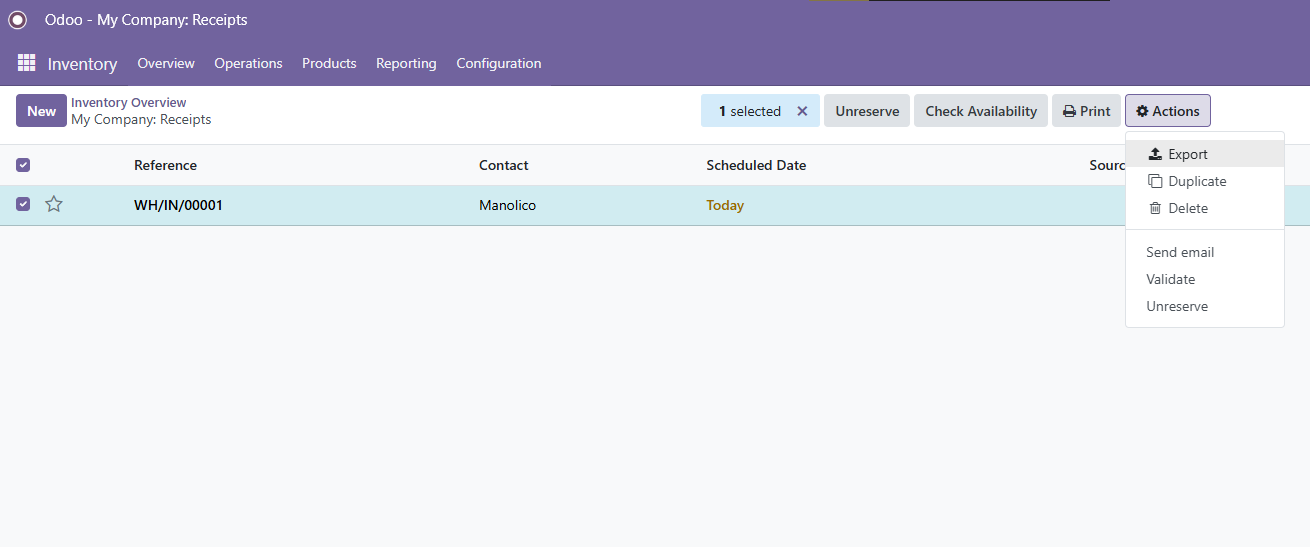 Odoo - My Company: Receipts
Inventory Overview Operations Products Reporting Configuration
New Inventory Overview
My Company: Receipts
1 selected Unreserve Check Availability Print Actions
Reference Contact Scheduled Date Sourc
WH/IN/00001 Manolico Today
Export
Duplicate
Delete
Send email
Validate
Unreserve